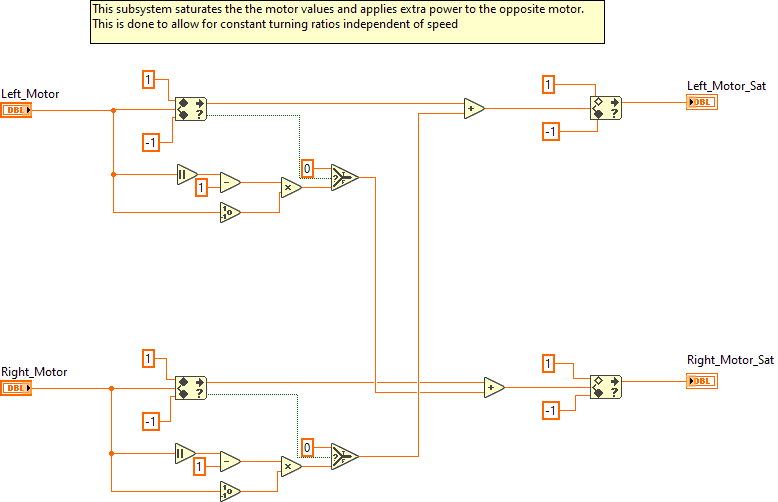 This subsystem saturates the the motor values and applies extra power to the opposite motor.
This is done to allow for constant turning ratios independent of speed
Left_Motor
DBL
1
-1
?
1
0
?
T
F
1
-1
?
Left_Motor_Sat
DBL
Right_Motor
DBL
1
-1
?
1
0
?
T
F
1
-1
?
Right_Motor_Sat
DBL